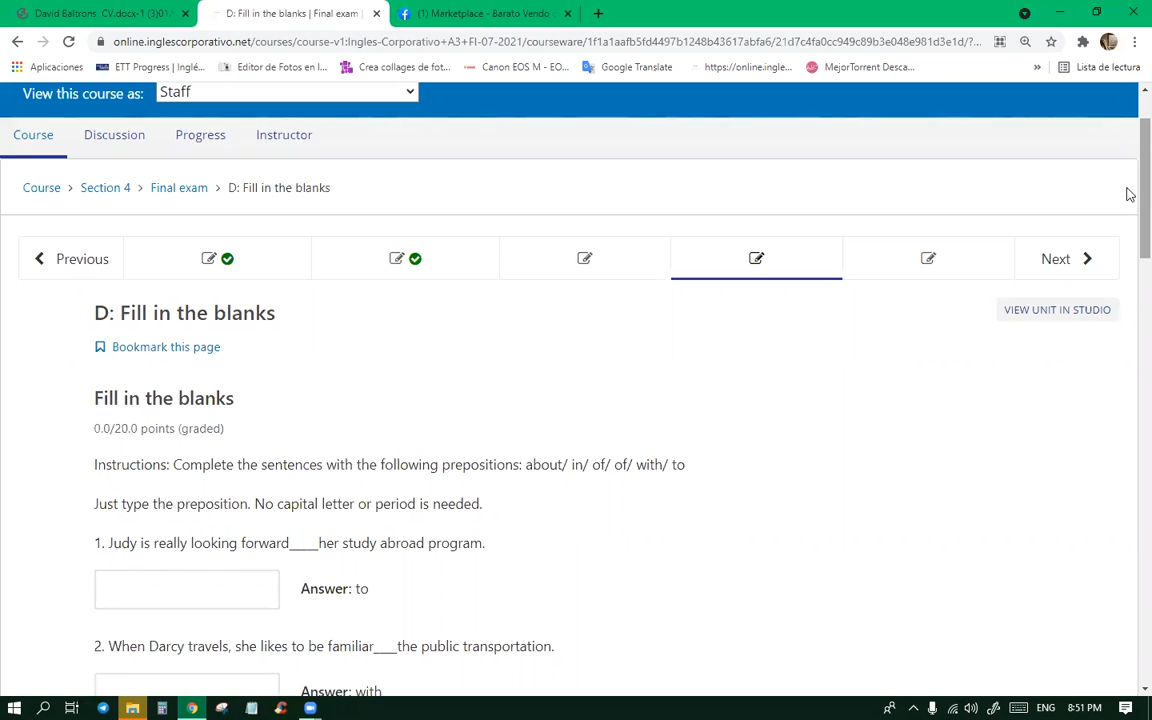 David Baltrons CV.docx-1 (3)01/
D: Fill in the blanks | Final exam |
(1) Marketplace - Barato Vendo
online.inglescorporativo.net/courses/course-v1:Ingles-Corporativo+A3+FI-07-2021/courseware/1f1a1aafb5fd4497b1248b43617abfa6/21d7c4fa0cc949c89b3e048e981d3e1d/?...
Aplicaciones
ETT Progress | Inglé...
Editor de Fotos en l...
Crea collages de fot...
Canon EOS M - EO...
Google Translate
https://online.ingle...
MejorTorrent Desca...
»
Lista de lectura
View this course as:
Staff
Course
Discussion
Progress
Instructor
Course > Section 4 > Final exam > D: Fill in the blanks
Previous
Next
D: Fill in the blanks
VIEW UNIT IN STUDIO
Bookmark this page
Fill in the blanks
0.0/20.0 points (graded)
Instructions: Complete the sentences with the following prepositions: about/ in/ of/ of/ with/ to
Just type the preposition. No capital letter or period is needed.
1. Judy is really looking forward____her study abroad program.
Answer: to
2. When Darcy travels, she likes to be familiar___the public transportation.
Answer: with
ENG
8:51 PM